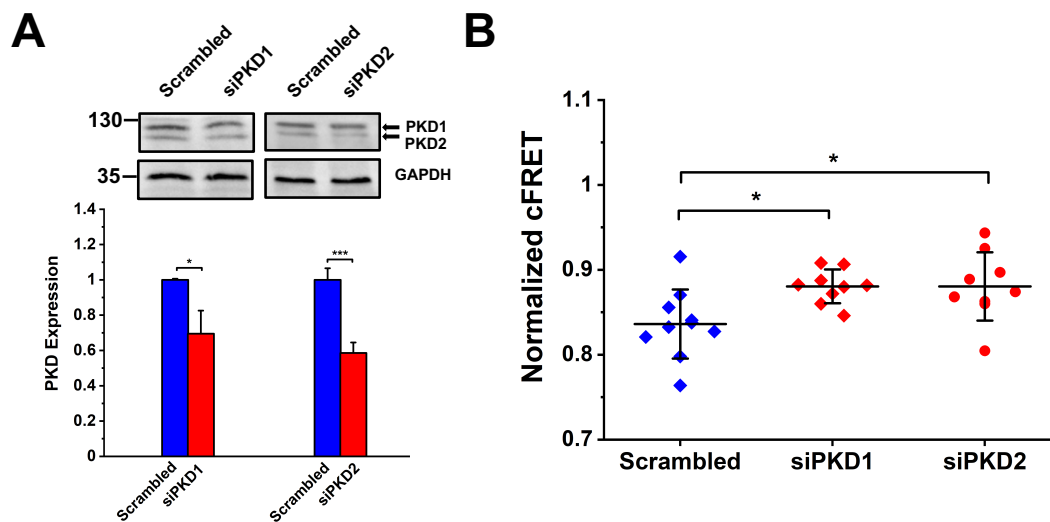 A
Scrambled
siPKD1
Scrambled
siPKD2
130
PKD1
PKD2
35
GAPDH
1.4
1.2
1
0.8
0.6
0.4
0.2
0
PKD Expression
*
***
Scrambled
siPKD1
Scrambled
siPKD2
B
1.1
1
0.9
0.8
0.7
Normalized cFRET
*
*
Scrambled
siPKD1
siPKD2